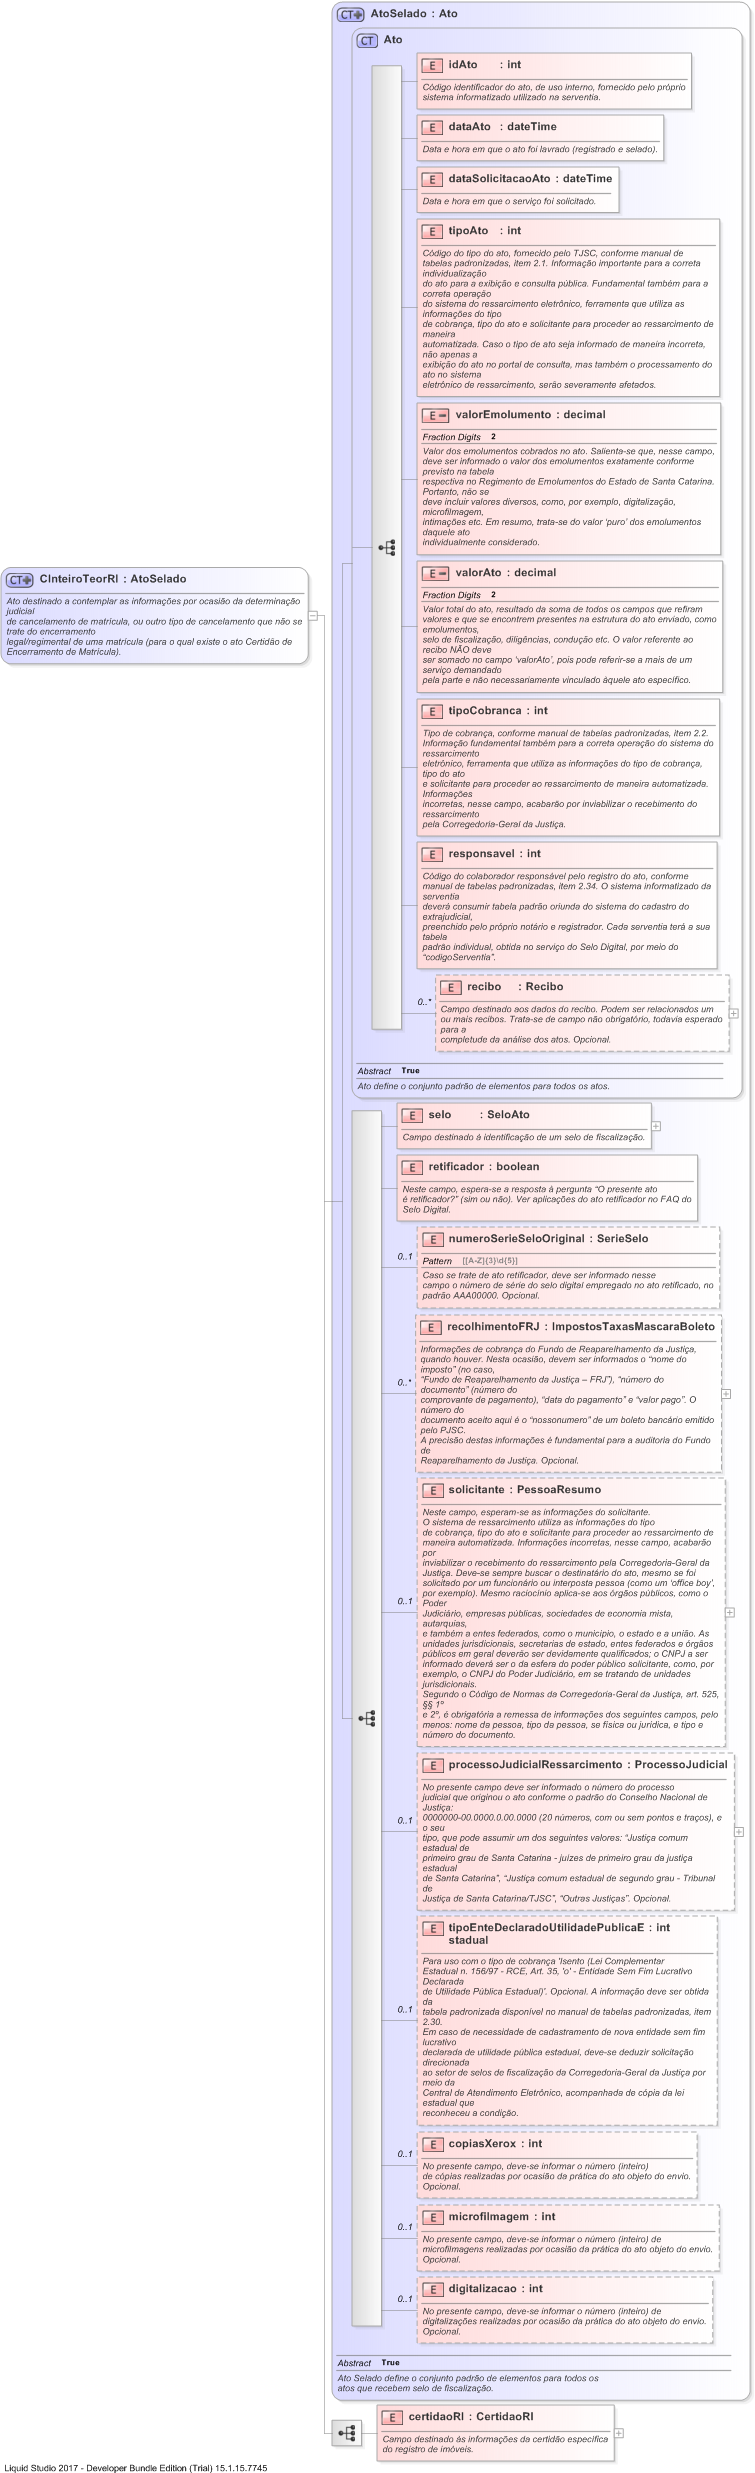 AtoSelado : Ato
Ato
idAto : int
Código identificador do ato, de uso interno, fornecido pelo próprio
sistema informatizado utilizado na serventia.
dataAto : dateTime
Data e hora em que o ato foi lavrado (registrado e selado).
dataSolicitacaoAto : dateTime
Data e hora em que o serviço foi solicitado.
tipoAto : int
Código do tipo do ato, fornecido pelo TJSC, conforme manual de
tabelas padronizadas, item 2.1. Informação importante para a correta
individualização
do ato para a exibição e consulta pública. Fundamental também para a
correta operação
do sistema do ressarcimento eletrônico, ferramenta que utiliza as
informações do tipo
de cobrança, tipo do ato e solicitante para proceder ao ressarcimento de
maneira
automatizada. Caso o tipo de ato seja informado de maneira incorreta,
não apenas a
exibição do ato no portal de consulta, mas também o processamento do
ato no sistema
eletrônico de ressarcimento, serão severamente afetados.
valorEmolumento : decimal
Fraction Digits 2
Valor dos emolumentos cobrados no ato. Salienta-se que, nesse campo,
deve ser informado o valor dos emolumentos exatamente conforme
previsto na tabela
respectiva no Regimento de Emolumentos do Estado de Santa Catarina.
Portanto, não se
deve incluir valores diversos, como, por exemplo, digitalização,
microfilmagem,
intimações etc. Em resumo, trata-se do valor 'puro' dos emolumentos
daquele ato
individualmente considerado.
valorAto : decimal
Fraction Digits 2
Valor total do ato, resultado da soma de todos os campos que refiram
valores e que se encontrem presentes na estrutura do ato enviado, como
emolumentos,
selo de fiscalização, diligências, condução etc. O valor referente ao
recibo NÃO deve
ser somado no campo 'valorAto', pois pode referir-se a mais de um
serviço demandado
pela parte e não necessariamente vinculado àquele ato específico.
CInteiroTeorRI : AtoSelado
Ato destinado a contemplar as informações por ocasião da determinação
judicial
de cancelamento de matrícula, ou outro tipo de cancelamento que não se
trate do encerramento
legal/regimental de uma matrícula (para o qual existe o ato Certidão de
Encerramento de Matrícula).
tipoCobranca : int
Tipo de cobrança, conforme manual de tabelas padronizadas, item 2.2.
Informação fundamental também para a correta operação do sistema do
ressarcimento
eletrônico, ferramenta que utiliza as informações do tipo de cobrança,
tipo do ato
e solicitante para proceder ao ressarcimento de maneira automatizada.
Informações
incorretas, nesse campo, acabarão por inviabilizar o recebimento do
ressarcimento
pela Corregedoria-Geral da Justiça.
responsavel : int
Código do colaborador responsável pelo registro do ato, conforme
manual de tabelas padronizadas, item 2.34. O sistema informatizado da
serventia
deverá consumir tabela padrão oriunda do sistema do cadastro do
extrajudicial,
preenchido pelo próprio notário e registrador. Cada serventia terá a sua
tabela
padrão individual, obtida no serviço do Selo Digital, por meio do
“codigoServentia”.
recibo : Recibo
0..*
Campo destinado aos dados do recibo. Podem ser relacionados um
ou mais recibos. Trata-se de campo não obrigatório, todavia esperado
para a
completude da análise dos atos. Opcional.
Abstract True
Ato define o conjunto padrão de elementos para todos os atos.
selo : SeloAto
Campo destinado à identificação de um selo de fiscalização.
retificador : boolean
Neste campo, espera-se a resposta à pergunta “O presente ato
é retificador?” (sim ou não). Ver aplicações do ato retificador no FAQ do
Selo Digital.
numeroSerieSeloOriginal : SerieSelo
0..1
Pattern [[A-Z]{3}\d{5}]
Caso se trate de ato retificador, deve ser informado nesse
campo o número de série do selo digital empregado no ato retificado, no
padrão AAA00000. Opcional.
recolhimentoFRJ : ImpostosTaxasMascaraBoleto
0..*
Informações de cobrança do Fundo de Reaparelhamento da Justiça,
quando houver. Nesta ocasião, devem ser informados o “nome do
imposto” (no caso,
“Fundo de Reaparelhamento da Justiça – FRJ”), “número do
documento” (número do
comprovante de pagamento), “data do pagamento” e “valor pago”. O
número do
documento aceito aqui é o “nossonumero” de um boleto bancário emitido
pelo PJSC.
A precisão destas informações é fundamental para a auditoria do Fundo
de
Reaparelhamento da Justiça. Opcional.
solicitante : PessoaResumo
0..1
Neste campo, esperam-se as informações do solicitante.
O sistema de ressarcimento utiliza as informações do tipo
de cobrança, tipo do ato e solicitante para proceder ao ressarcimento de
maneira automatizada. Informações incorretas, nesse campo, acabarão
por
inviabilizar o recebimento do ressarcimento pela Corregedoria-Geral da
Justiça. Deve-se sempre buscar o destinatário do ato, mesmo se foi
solicitado por um funcionário ou interposta pessoa (como um 'office boy',
por exemplo). Mesmo raciocínio aplica-se aos órgãos públicos, como o
Poder
Judiciário, empresas públicas, sociedades de economia mista,
autarquias,
e também a entes federados, como o município, o estado e a união. As
unidades jurisdicionais, secretarias de estado, entes federados e órgãos
públicos em geral deverão ser devidamente qualificados; o CNPJ a ser
informado deverá ser o da esfera do poder público solicitante, como, por
exemplo, o CNPJ do Poder Judiciário, em se tratando de unidades
jurisdicionais.
Segundo o Código de Normas da Corregedoria-Geral da Justiça, art. 525,
§§ 1º
e 2º, é obrigatória a remessa de informações dos seguintes campos, pelo
menos: nome da pessoa, tipo da pessoa, se física ou jurídica, e tipo e
número do documento.
processoJudicialRessarcimento : ProcessoJudicial
0..1
No presente campo deve ser informado o número do processo
judicial que originou o ato conforme o padrão do Conselho Nacional de
Justiça:
0000000-00.0000.0.00.0000 (20 números, com ou sem pontos e traços), e
o seu
tipo, que pode assumir um dos seguintes valores: “Justiça comum
estadual de
primeiro grau de Santa Catarina - juízes de primeiro grau da justiça
estadual
de Santa Catarina”, “Justiça comum estadual de segundo grau - Tribunal
de
Justiça de Santa Catarina/TJSC”, “Outras Justiças”. Opcional.
tipoEnteDeclaradoUtilidadePublicaE : int
stadual
0..1
Para uso com o tipo de cobrança 'Isento (Lei Complementar
Estadual n. 156/97 - RCE, Art. 35, 'o' - Entidade Sem Fim Lucrativo
Declarada
de Utilidade Pública Estadual)'. Opcional. A informação deve ser obtida
da
tabela padronizada disponível no manual de tabelas padronizadas, item
2.30.
Em caso de necessidade de cadastramento de nova entidade sem fim
lucrativo
declarada de utilidade pública estadual, deve-se deduzir solicitação
direcionada
ao setor de selos de fiscalização da Corregedoria-Geral da Justiça por
meio da
Central de Atendimento Eletrônico, acompanhada de cópia da lei
estadual que
reconheceu a condição.
copiasXerox : int
0..1
No presente campo, deve-se informar o número (inteiro)
de cópias realizadas por ocasião da prática do ato objeto do envio.
Opcional.
microfilmagem : int
0..1
No presente campo, deve-se informar o número (inteiro) de
microfilmagens realizadas por ocasião da prática do ato objeto do envio.
Opcional.
digitalizacao : int
0..1
No presente campo, deve-se informar o número (inteiro) de
digitalizações realizadas por ocasião da prática do ato objeto do envio.
Opcional.
Abstract True
Ato Selado define o conjunto padrão de elementos para todos os
atos que recebem selo de fiscalização.
certidaoRI : CertidaoRI
Campo destinado às informações da certidão específica
do registro de imóveis.
Liquid Studio 2017 - Developer Bundle Edition (Trial) 15.1.15.7745